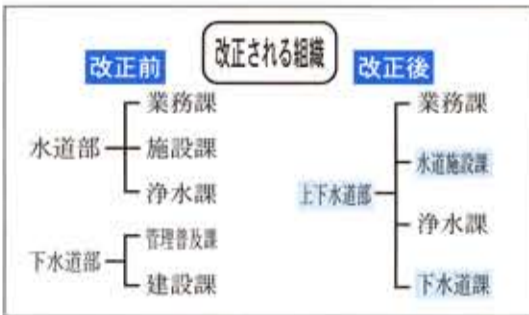 改正される組織
改正前
水道部
業務課
施設課
浄水課
下水道部
管理普及課
建設課
改正後
上下水道部
業務課
水道施設課
浄水課
下水道課